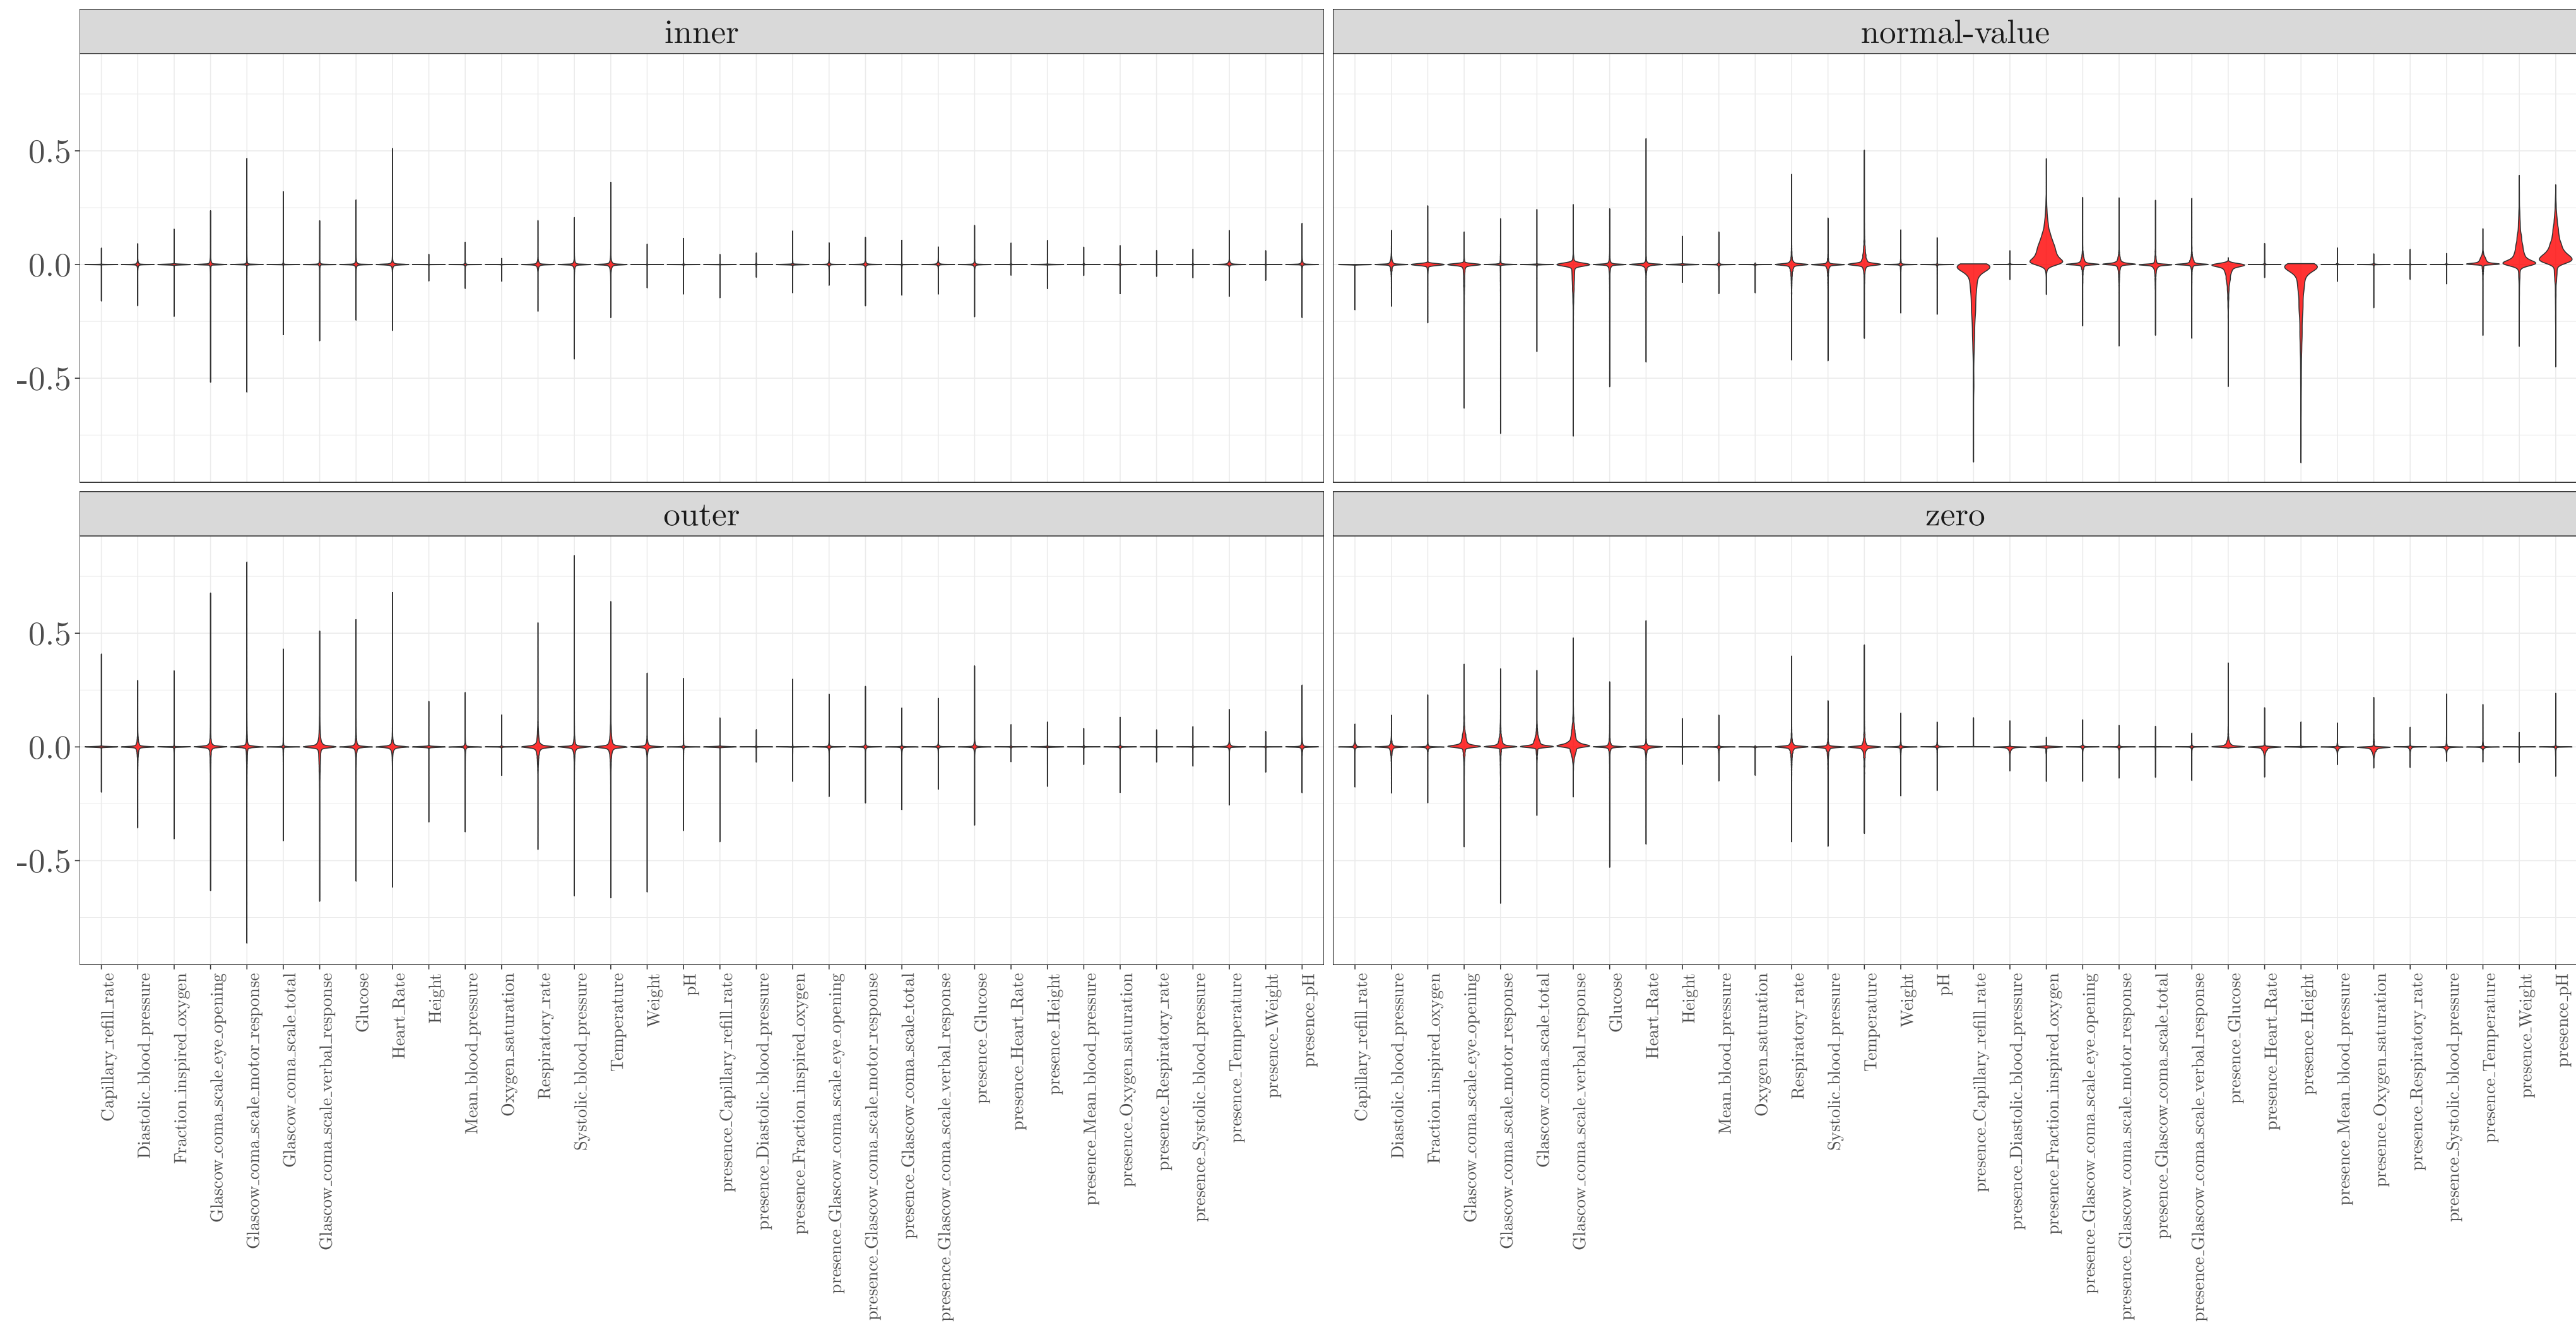 inner
normal-value
0.5
0.0
-0.5
outer
zero
0.5
0.0
-0.5
Capillary_refill_rate
Diastolic_blood_pressure
Fraction_inspired_oxygen
Glascow_coma_scale_eye_opening
Glascow_coma_scale_motor_response
Glascow_coma_scale_total
Glascow_coma_scale_verbal_response
Glucose
Heart_Rate
Height
Mean_blood_pressure
Oxygen_saturation
Respiratory_rate
Systolic_blood_pressure
Temperature
Weight
pH
presence_Capillary_refill_rate
presence_Diastolic_blood_pressure
presence_Fraction_inspired_oxygen
presence_Glascow_coma_scale_eye_opening
presence_Glascow_coma_scale_motor_response
presence_Glascow_coma_scale_total
presence_Glascow_coma_scale_verbal_response
presence_Glucose
presence_Heart_Rate
presence_Height
presence_Mean_blood_pressure
presence_Oxygen_saturation
presence_Respiratory_rate
presence_Systolic_blood_pressure
presence_Temperature
presence_Weight
presence_pH
Capillary_refill_rate
Diastolic_blood_pressure
Fraction_inspired_oxygen
Glascow_coma_scale_eye_opening
Glascow_coma_scale_motor_response
Glascow_coma_scale_total
Glascow_coma_scale_verbal_response
Glucose
Heart_Rate
Height
Mean_blood_pressure
Oxygen_saturation
Respiratory_rate
Systolic_blood_pressure
Temperature
Weight
pH
presence_Capillary_refill_rate
presence_Diastolic_blood_pressure
presence_Fraction_inspired_oxygen
presence_Glascow_coma_scale_eye_opening
presence_Glascow_coma_scale_motor_response
presence_Glascow_coma_scale_total
presence_Glascow_coma_scale_verbal_response
presence_Glucose
presence_Heart_Rate
presence_Height
presence_Mean_blood_pressure
presence_Oxygen_saturation
presence_Respiratory_rate
presence_Systolic_blood_pressure
presence_Temperature
presence_Weight
presence_pH